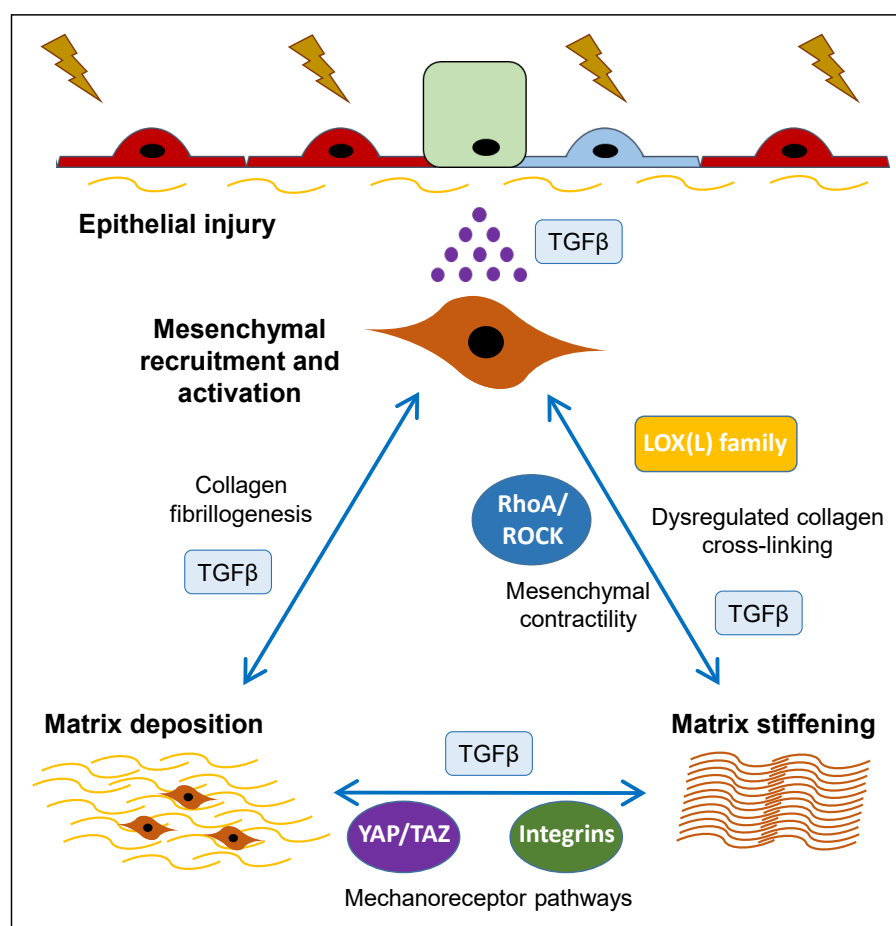 Epithelial injury
TGFβ
Mesenchymal
recruitment and
activation
LOX(L) family
Collagen
fibrillogenesis
RhoA/
ROCK
Dysregulated collagen
cross-linking
TGFβ
Mesenchymal
contractility
TGFβ
Matrix deposition
Matrix stiffening
TGFβ
YAP/TAZ
Integrins
Mechanoreceptor pathways